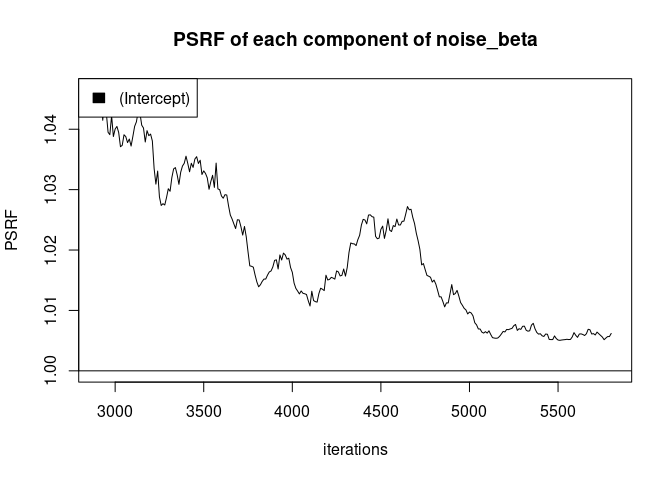 PSRF of each component of noise_beta
(Intercept)
PSRF
1.04
1.03
1.02
1.01
1.00
3000 3500 4000 4500 5000 5500
iterations